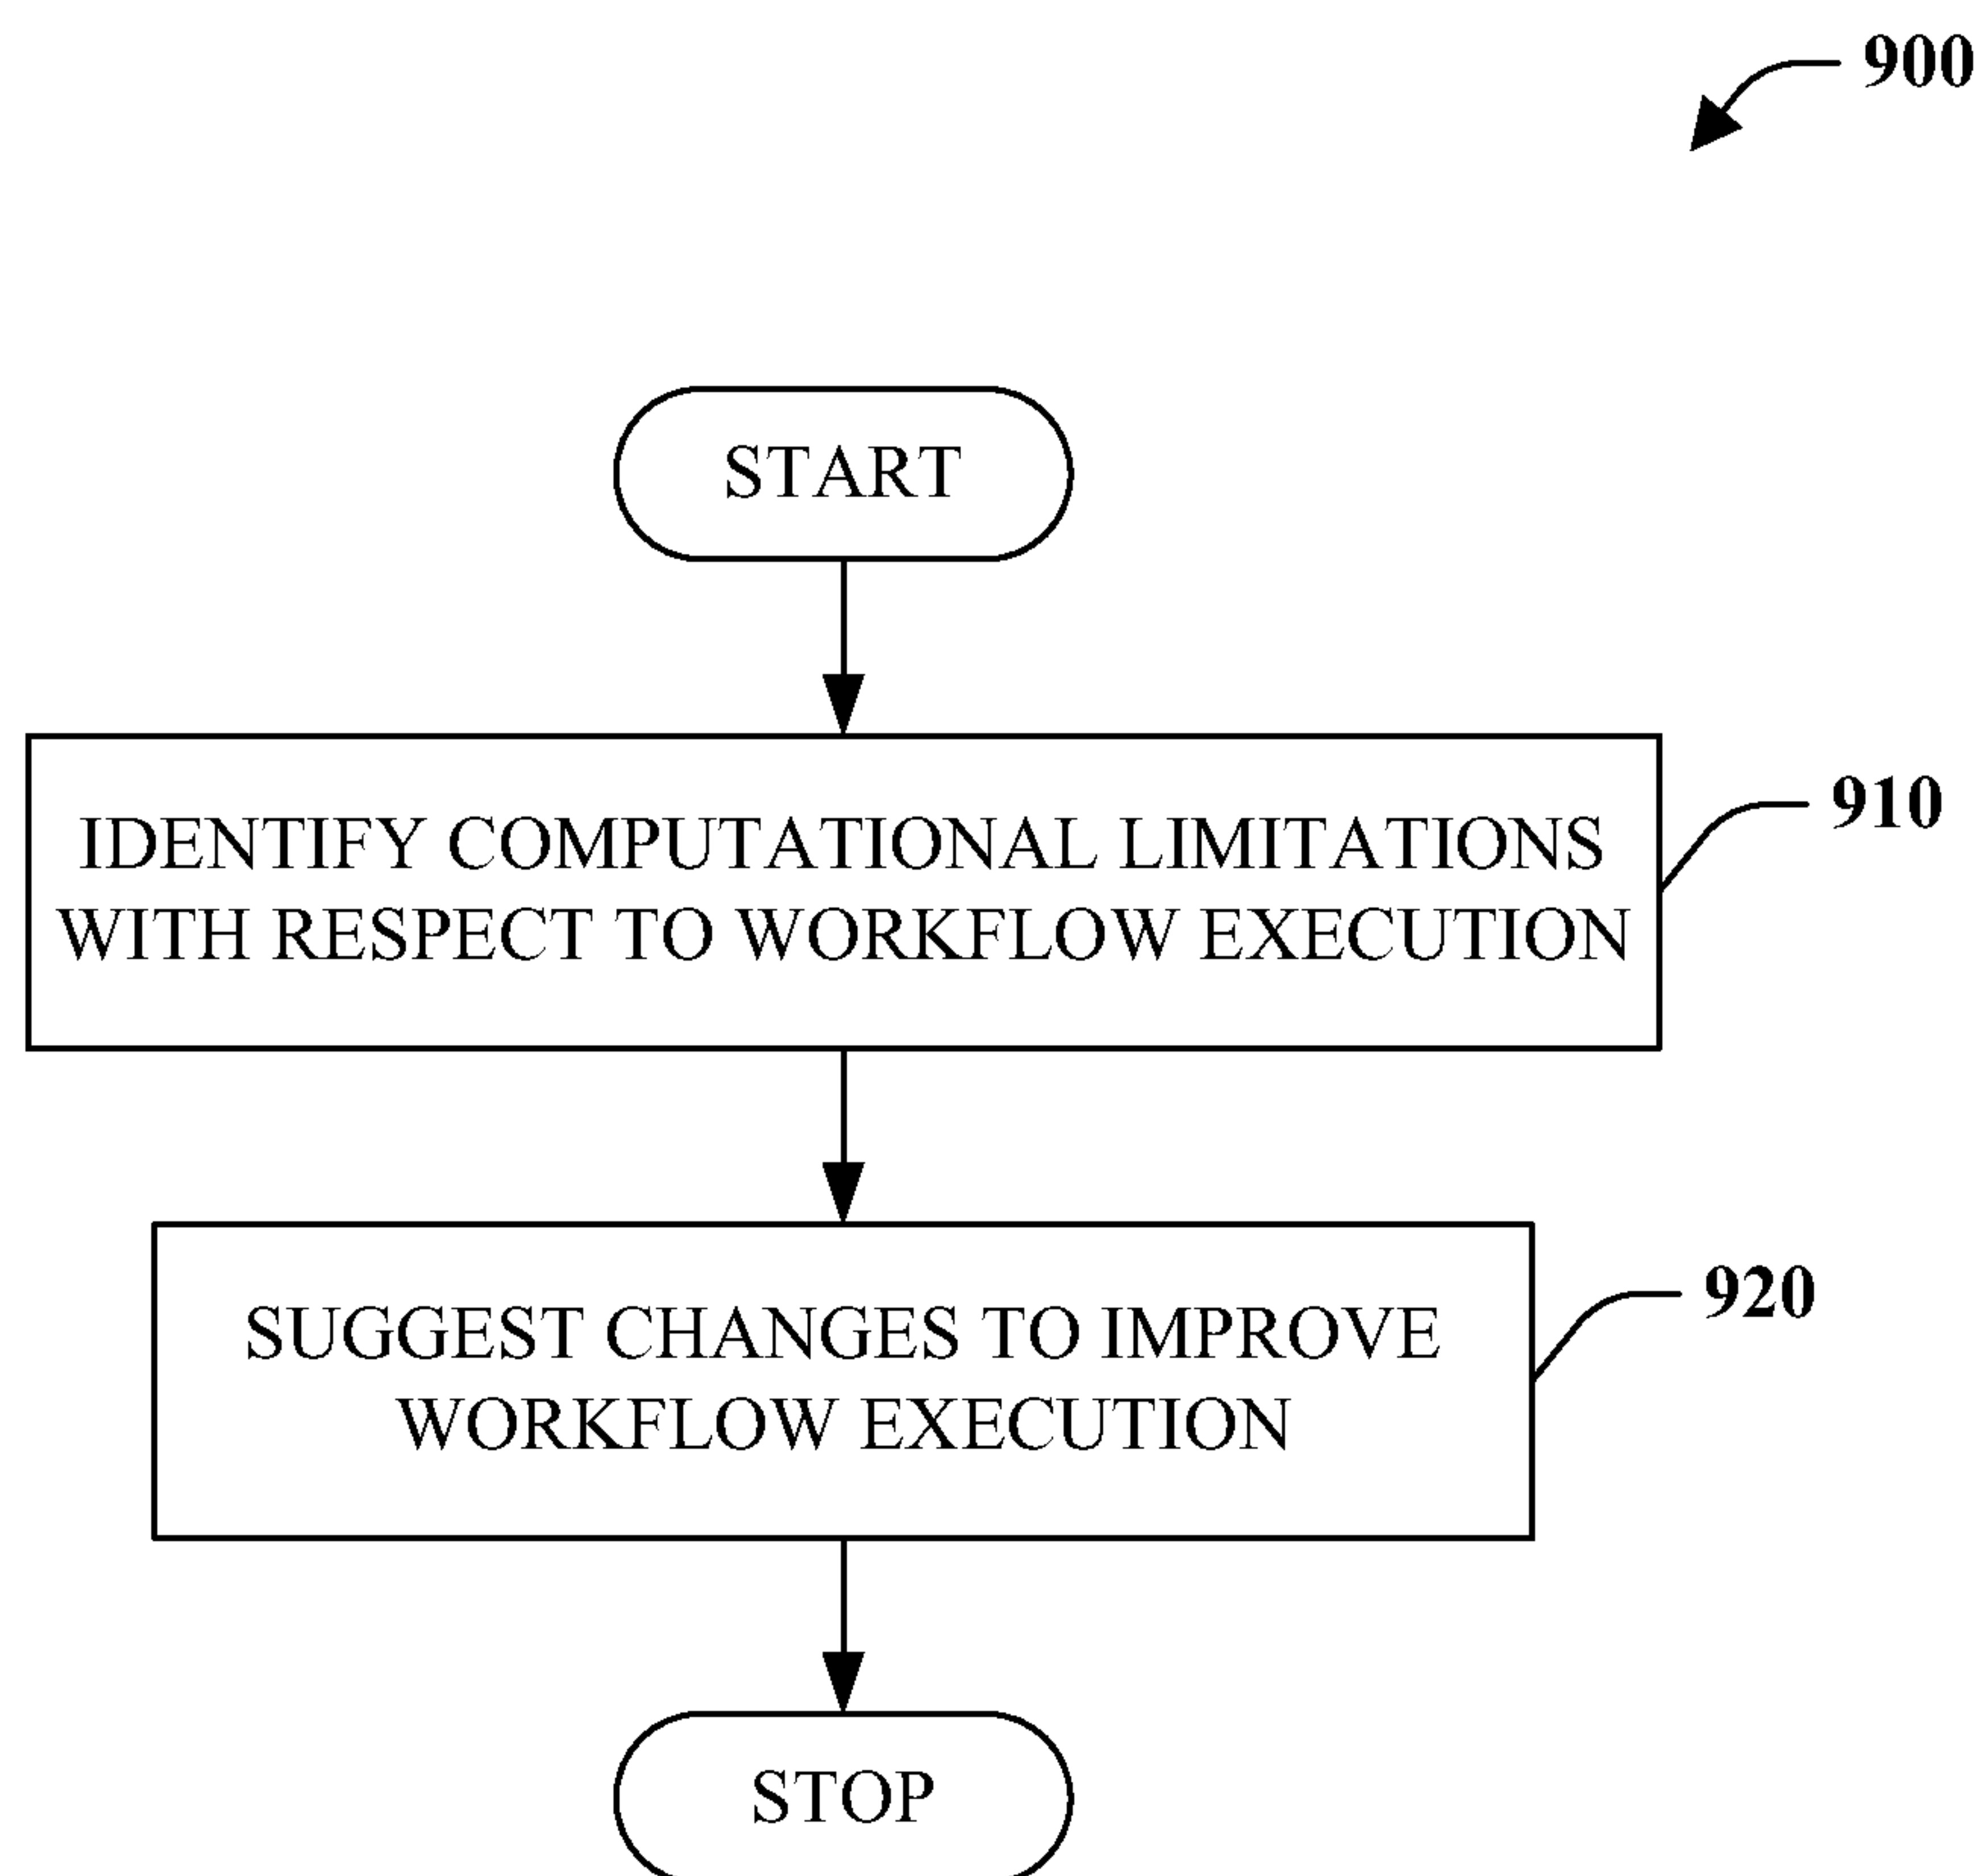 900
START
IDENTIFY COMPUTATIONAL LIMITATIONS
WITH RESPECT TO WORKFLOW EXECUTION
910
SUGGEST CHANGES TO IMPROVE
WORKFLOW EXECUTION
920
STOP